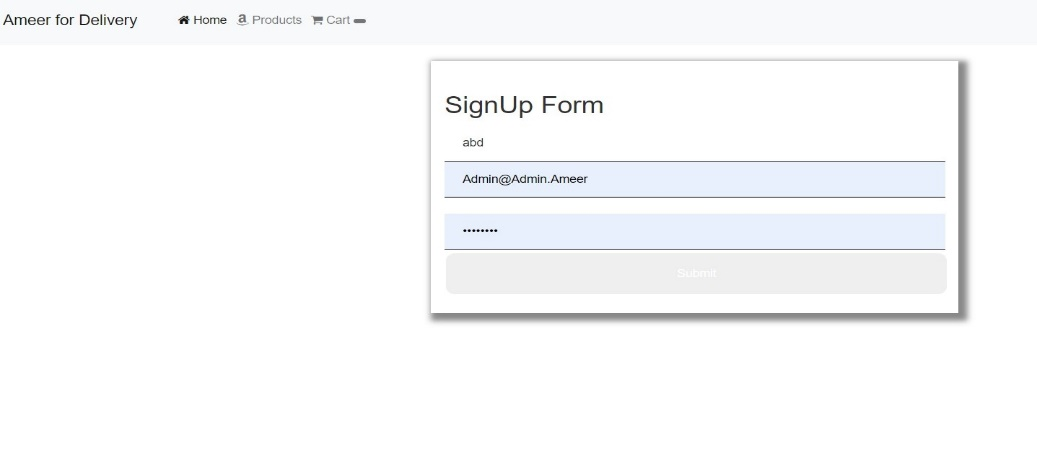 Ameer for Delivery Home Products Cart
SignUp Form
abd
Admin@Admin.Ameer
••••••••
Submit